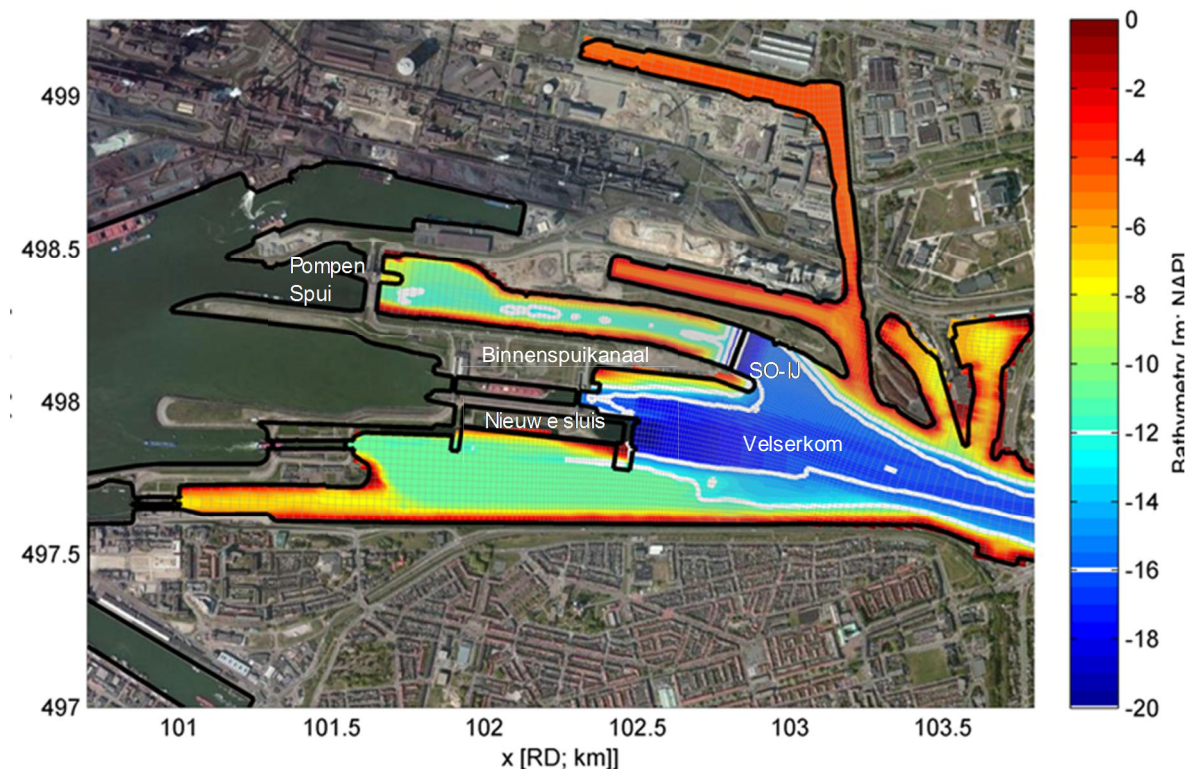 499
498.5
498
497.5
497
Pompen
Spui
Binnenspuikanaal
SO-IJ
Nieuw e sluis
Velserkom
101
101.5
102
102.5
103
103.5
x [RD; km]]
0
-2
-4
-6
-8
-10
-12
-14
-16
-18
-20
Bathymetry [m; NAP]